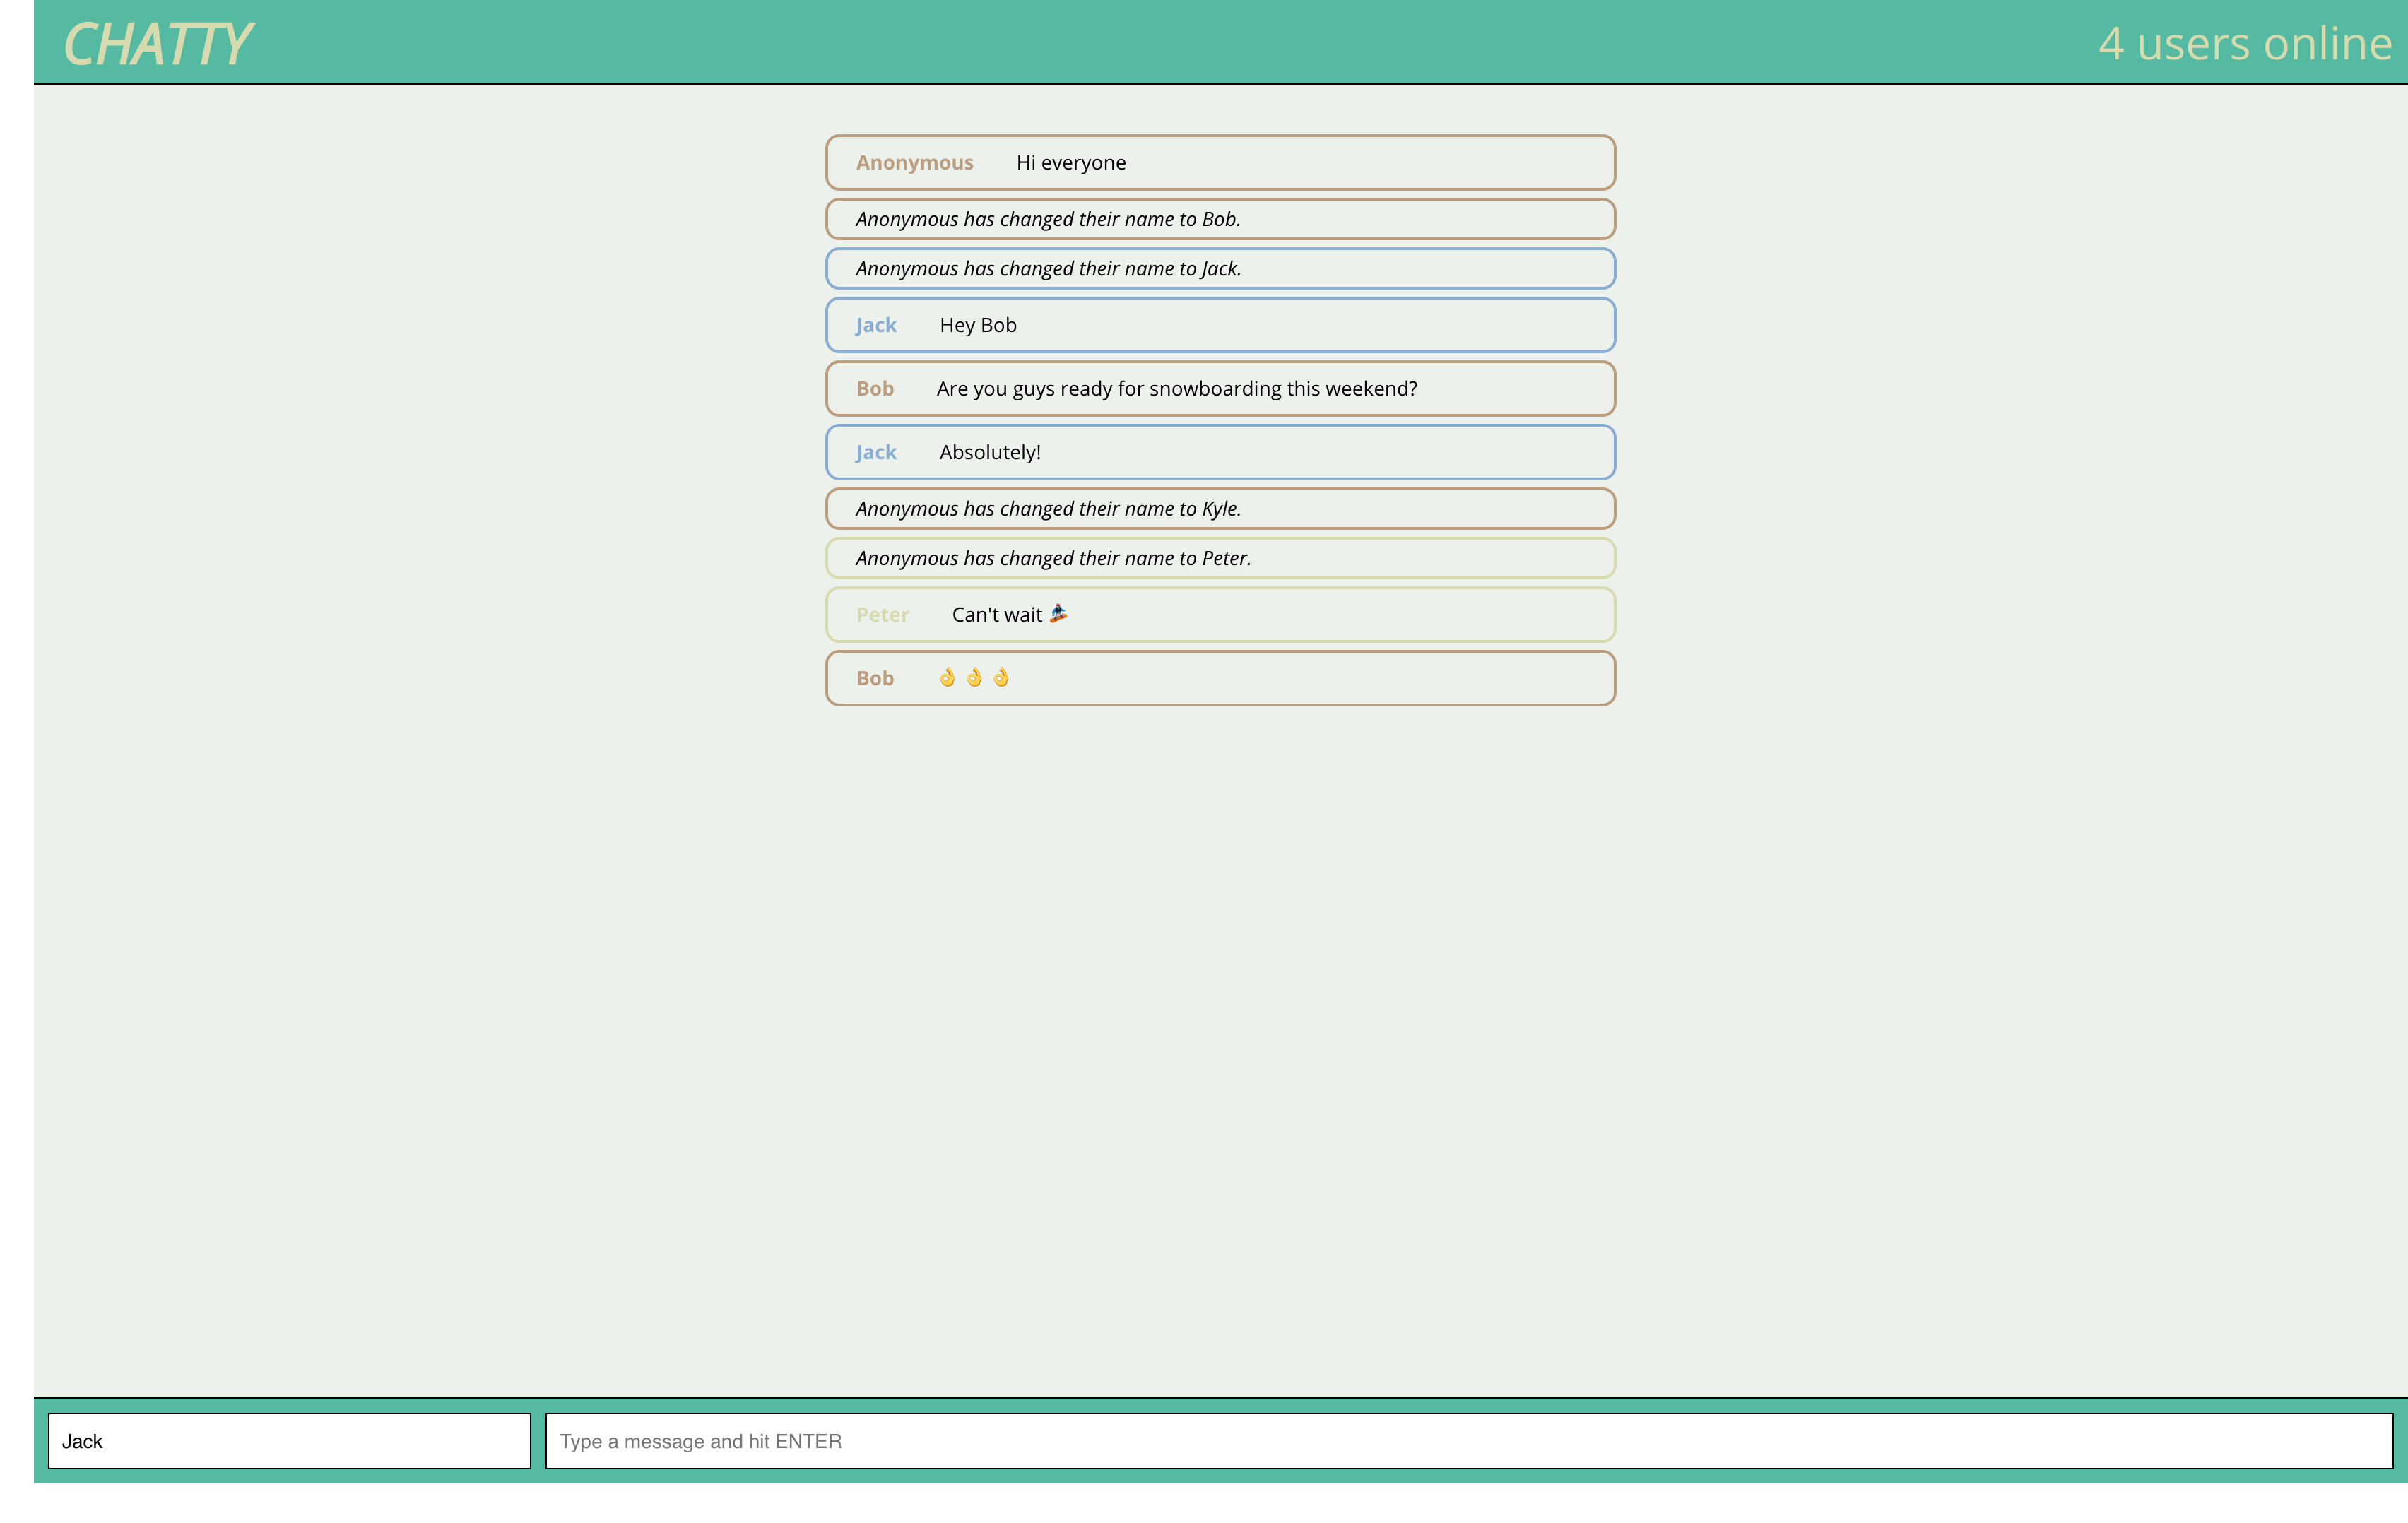 CHATTY 4 users online
Anonymous Hi everyone
Anonymous has changed their name to Bob.
Anonymous has changed their name to Jack.
Jack Hey Bob
Bob Are you guys ready for snowboarding this weekend?
Jack Absolutely!
Anonymous has changed their name to Kyle.
Anonymous has changed their name to Peter.
Peter Can't wait 🏂
Bob 👌 👌 👌
Jack Type a message and hit ENTER